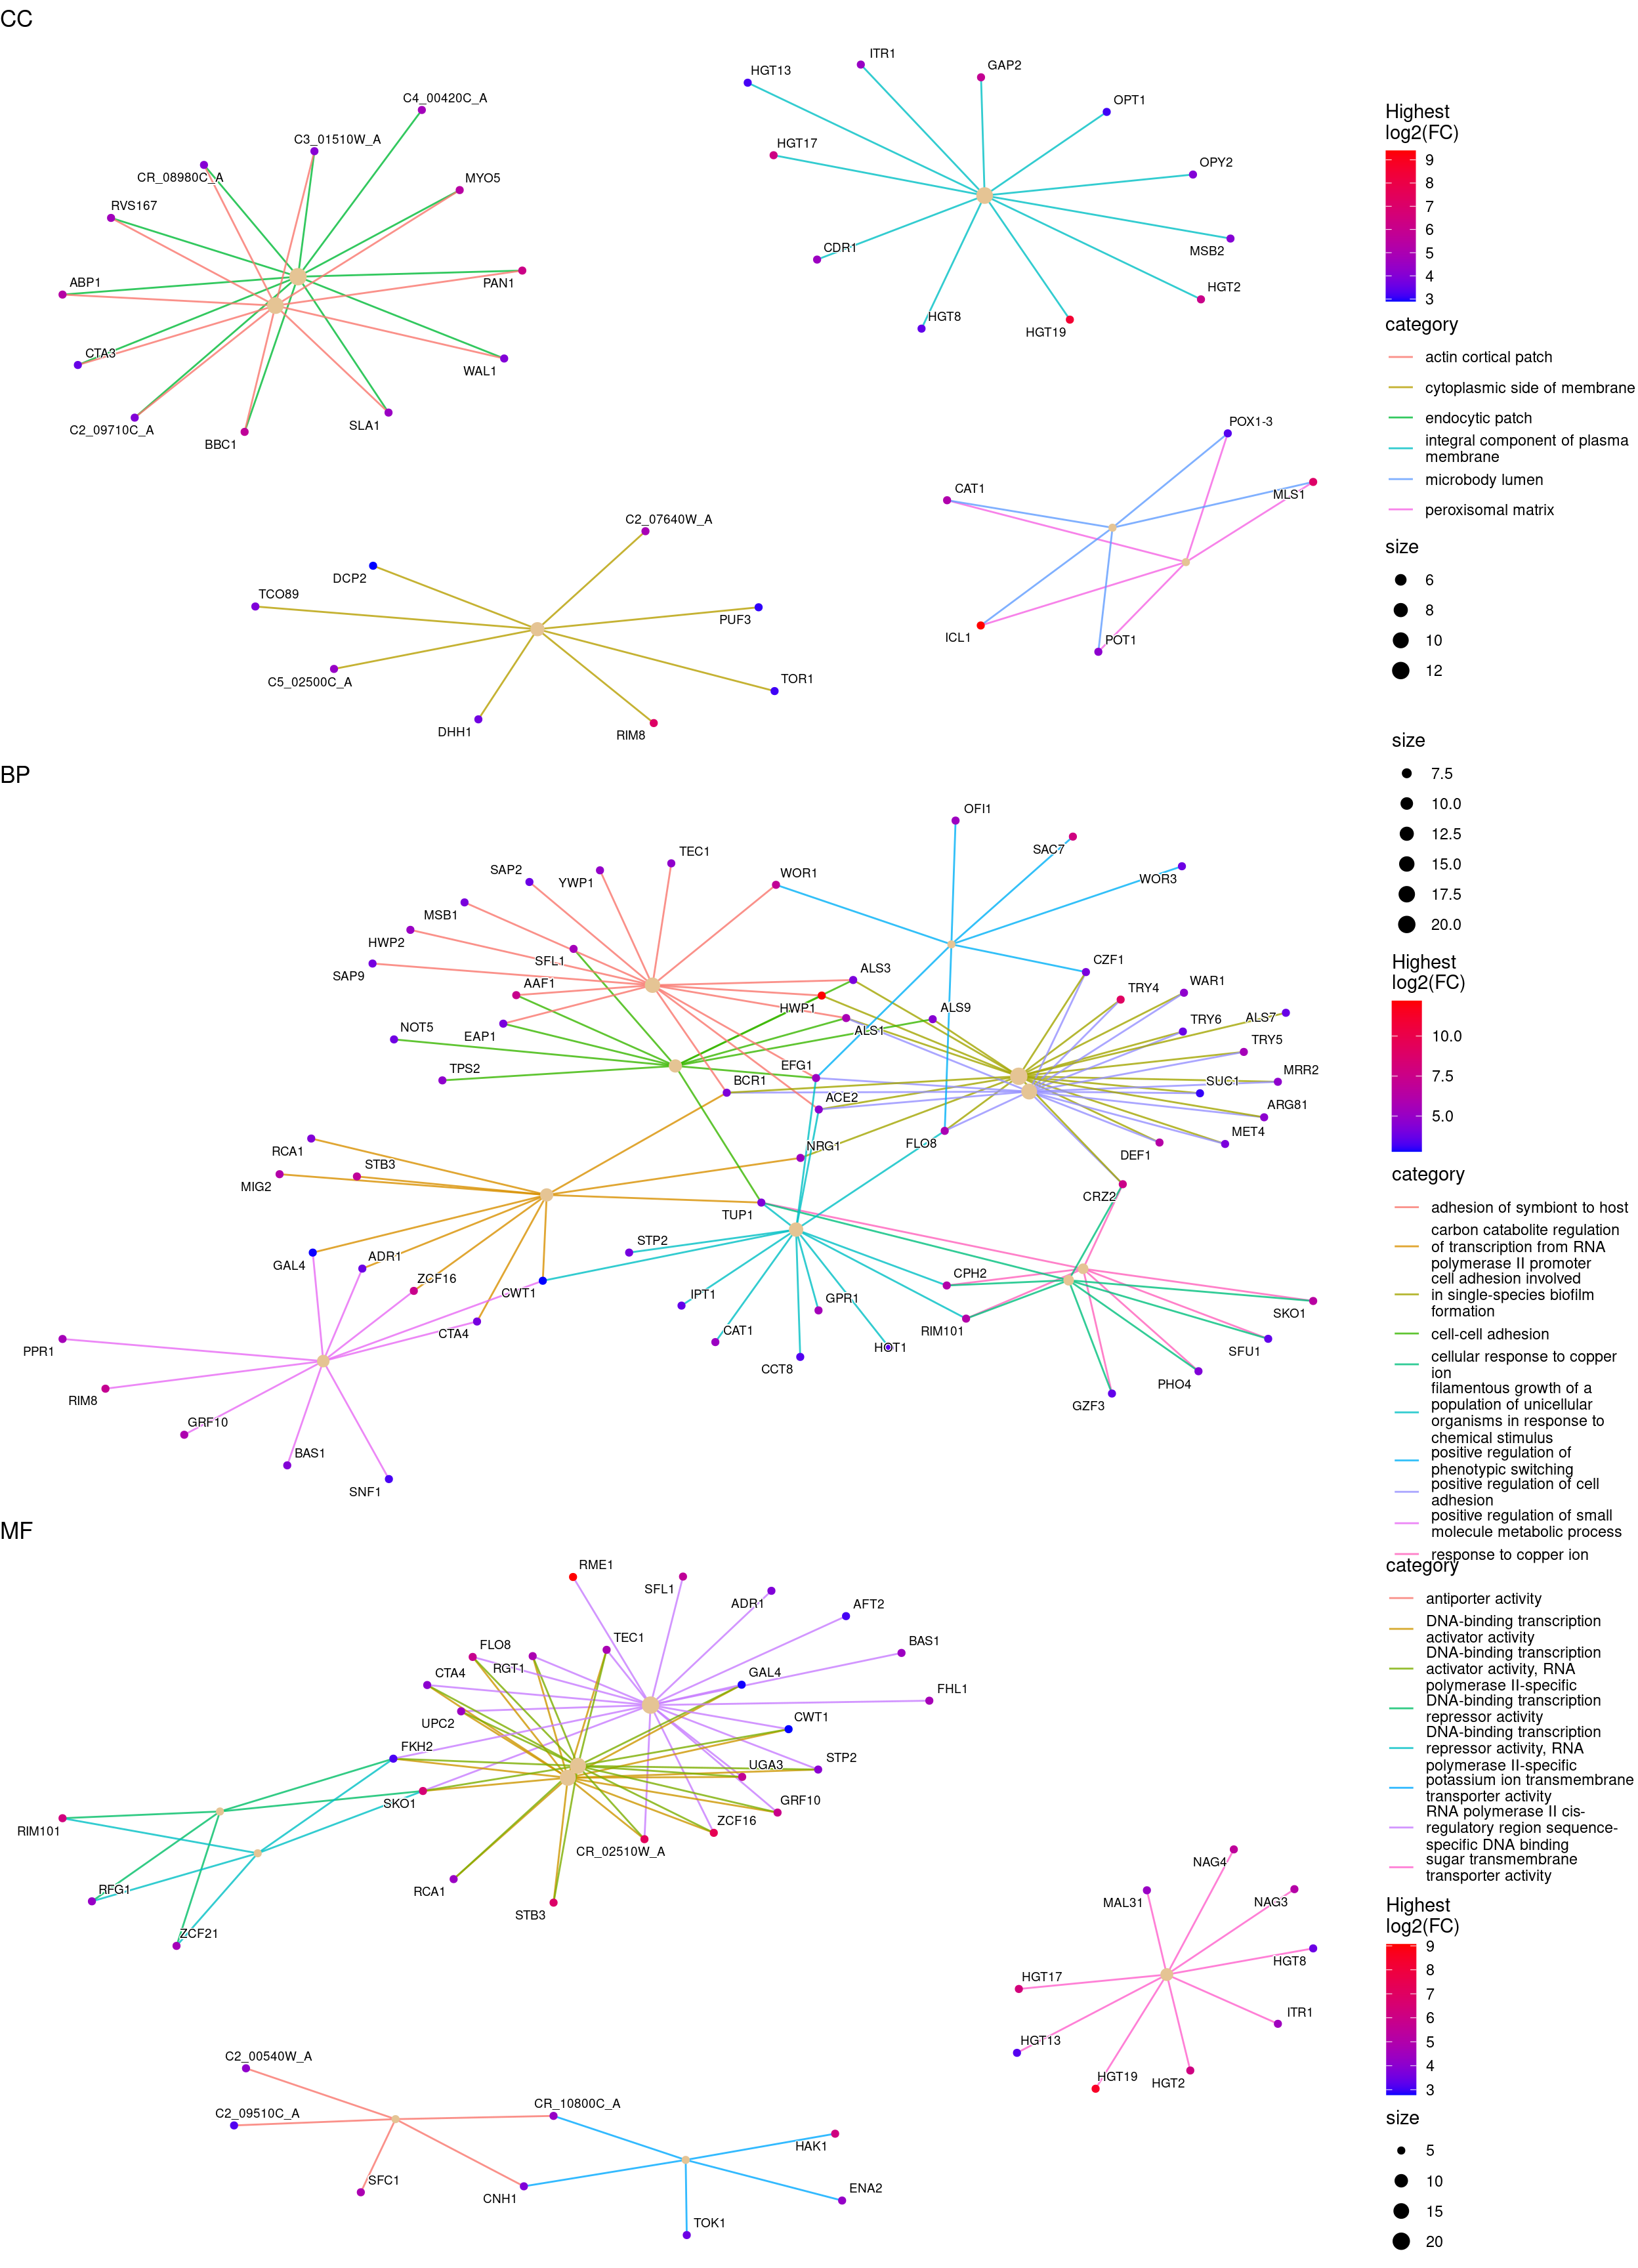 CC
ITR1
GAP2
HGT13
OPT1
C4_00420C_A
C3_01510W_A
HGT17
OPY2
CR_08980C_A
MYO5
RVS167
CDR1
MSB2
ABP1
PAN1
HGT2
HGT8
HGT19
CTA3
WAL1
C2_09710C_A
SLA1
BBC1
POX1-3
CAT1
MLS1
C2_07640W_A
DCP2
TCO89
PUF3
ICL1
POT1
C5_02500C_A
TOR1
DHH1
RIM8
Highest
log2(FC)
9
8
7
6
5
4
3
category
actin cortical patch
cytoplasmic side of membrane
endocytic patch
integral component of plasma
membrane
microbody lumen
peroxisomal matrix
size
6
8
10
12
BP
OFI1
SAC7
TEC1
SAP2
YWP1
WOR1
WOR3
MSB1
HWP2
SFL1
SAP9
ALS3
CZF1
AAF1
TRY4
WAR1
HWP1
ALS9
ALS7
NOT5
EAP1
ALS1
TRY6
TRY5
TPS2
EFG1
MRR2
BCR1
SUC1
ACE2
ARG81
MET4
RCA1
NRG1
FLO8
DEF1
STB3
MIG2
CRZ2
TUP1
STP2
GAL4
ADR1
ZCF16
CWT1
CPH2
IPT1
GPR1
SKO1
CTA4
CAT1
RIM101
HOT1
SFU1
PPR1
CCT8
PHO4
RIM8
GZF3
GRF10
BAS1
SNF1
size
7.5
10.0
12.5
15.0
17.5
20.0
Highest
log2(FC)
10.0
7.5
5.0
category
adhesion of symbiont to host
carbon catabolite regulation
of transcription from RNA
polymerase II promoter
cell adhesion involved
in single-species biofilm
formation
cell-cell adhesion
cellular response to copper
ion
filamentous growth of a
population of unicellular
organisms in response to
chemical stimulus
positive regulation of
phenotypic switching
positive regulation of cell
adhesion
positive regulation of small
molecule metabolic process
response to copper ion
MF
RME1
SFL1
ADR1
AFT2
TEC1
FLO8
RGT1
BAS1
CTA4
GAL4
FHL1
UPC2
CWT1
FKH2
STP2
UGA3
SKO1
GRF10
RIM101
ZCF16
CR_02510W_A
RFG1
RCA1
STB3
ZCF21
NAG4
MAL31
NAG3
HGT8
HGT17
ITR1
HGT13
HGT19
HGT2
C2_00540W_A
C2_09510C_A
CR_10800C_A
HAK1
SFC1
CNH1
ENA2
TOK1
category
antiporter activity
DNA-binding transcription
activator activity
DNA-binding transcription
activator activity, RNA
polymerase II-specific
DNA-binding transcription
repressor activity
DNA-binding transcription
repressor activity, RNA
polymerase II-specific
potassium ion transmembrane
transporter activity
RNA polymerase II cis-
regulatory region sequence-
specific DNA binding
sugar transmembrane
transporter activity
Highest
log2(FC)
9
8
7
6
5
4
3
size
5
10
15
20